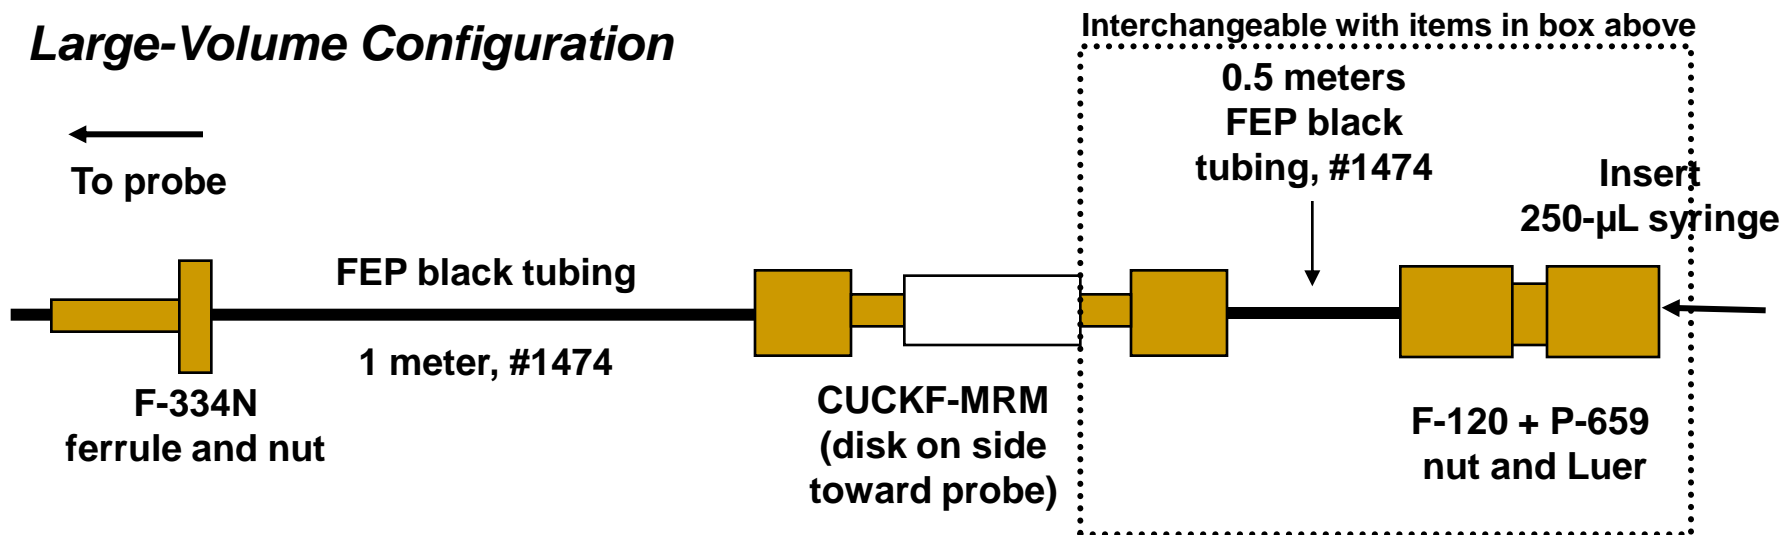 Large-Volume Configuration
Interchangeable with items in box above
0.5 meters
FEP black
tubing, #1474
To probe
Insert
250-µL syringe
FEP black tubing
1 meter, #1474
F-334N
ferrule and nut
CUCKF-MRM
(disk on side
toward probe)
F-120 + P-659
nut and Luer